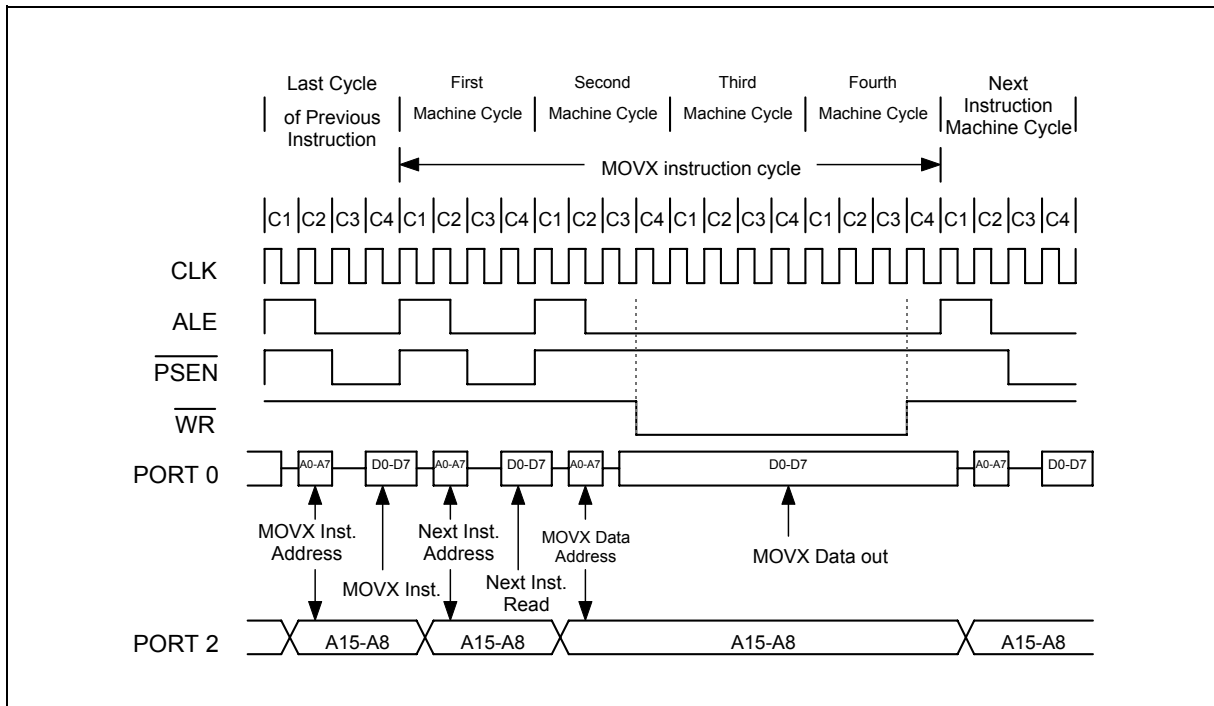 Last Cycle
of Previous
Instruction
First
Machine Cycle
Second
Machine Cycle
Third
Machine Cycle
Fourth
Machine Cycle
Next
Instruction
Machine Cycle
MOVX instruction cycle
C1 C2 C3 C4 C1 C2 C3 C4 C1 C2 C3 C4 C1 C2 C3 C4 C1 C2 C3 C4 C1 C2 C3 C4
CLK
ALE
PSEN
WR
PORT 0
A0-A7 D0-D7 A0-A7 D0-D7 A0-A7 D0-D7 A0-A7 D0-D7
MOVX Inst.
Address
MOVX Inst.
Next Inst.
Address
Next Inst.
Read
MOVX Data
Address
MOVX Data out
PORT 2
A15-A8 A15-A8 A15-A8 A15-A8